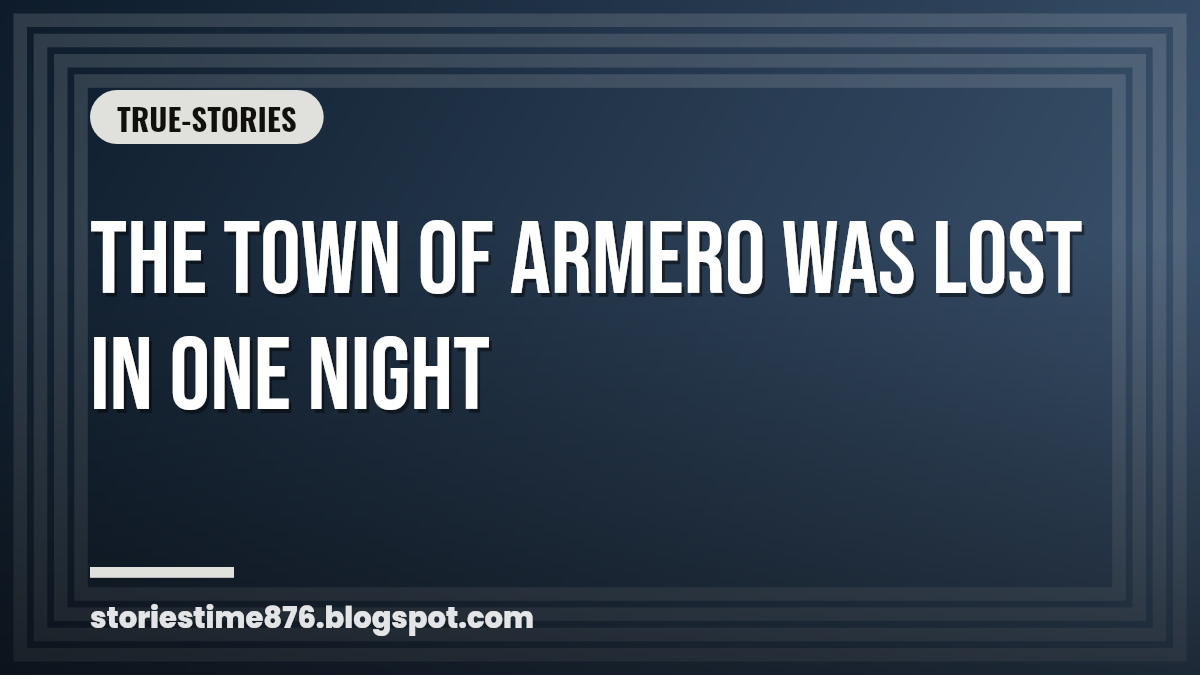 TRUE-STORIES
THE TOWN OF ARMERO WAS LOST
IN ONE NIGHT
storiestime876.blogspot.com